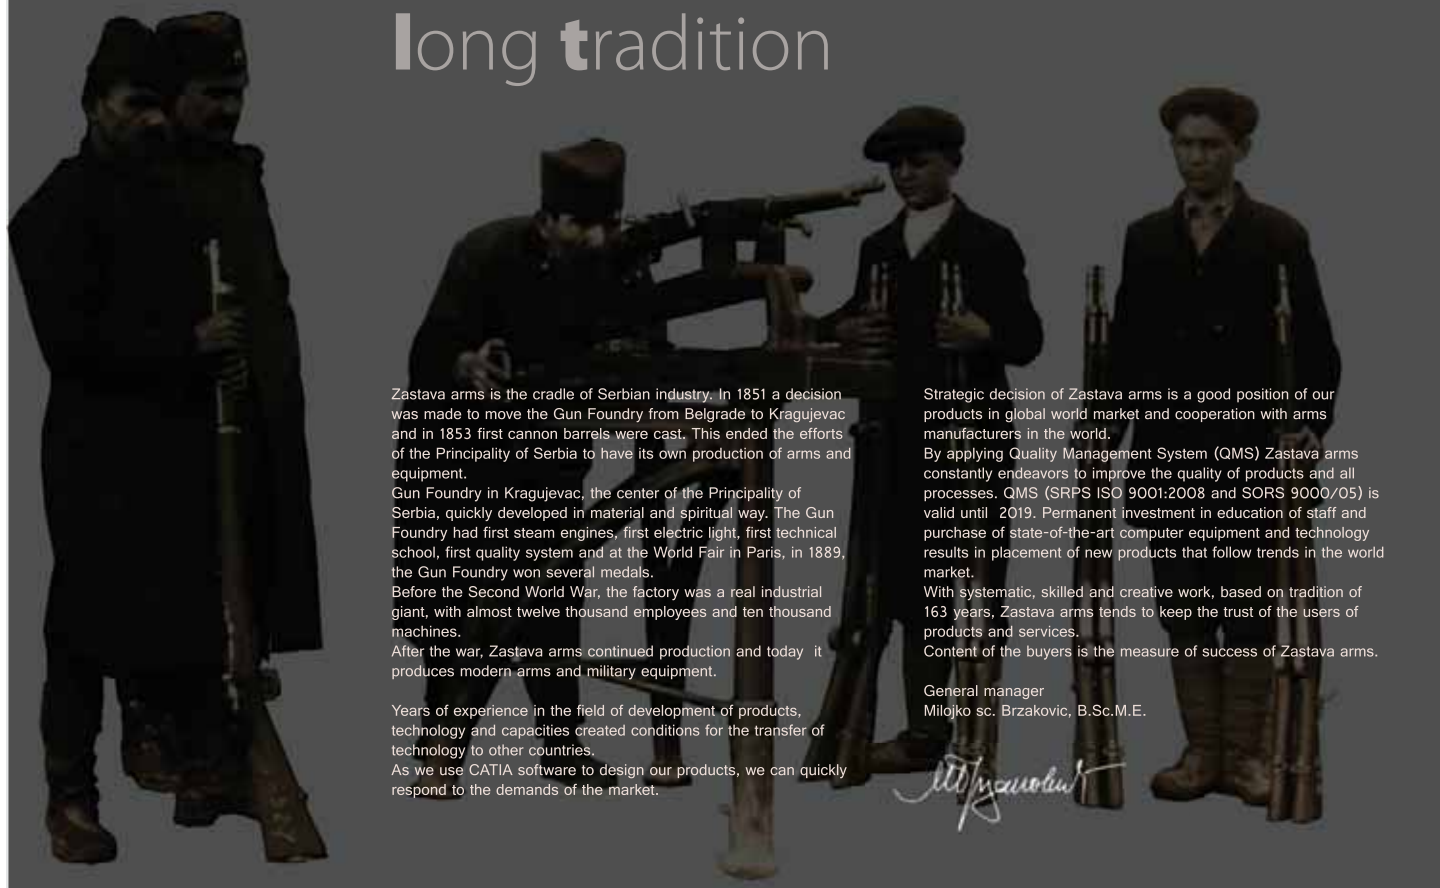 long tradition
Zastava arms is the cradle of Serbian industry. In 1851 a decision
was made to move the Gun Foundry from Belgrade to Kragujevac
and in 1853 first cannon barrels were cast. This ended the efforts
of the Principality of Serbia to have its own production of arms and
equipment.
Gun Foundry in Kragujevac, the center of the Principality of
Serbia, quickly developed in material and spiritual way. The Gun
Foundry had first steam engines, first electric light, first technical
school, first quality system and at the World Fair in Paris, in 1889,
the Gun Foundry won several medals.
Before the Second World War, the factory was a real industrial
giant, with almost twelve thousand employees and ten thousand
machines.
After the war, Zastava arms continued production and today it
produces modern arms and military equipment.
Years of experience in the field of development of products,
technology and capacities created conditions for the transfer of
technology to other countries.
As we use CATIA software to design our products, we can quickly
respond to the demands of the market.
Strategic decision of Zastava arms is a good position of our
products in global world market and cooperation with arms
manufacturers in the world.
By applying Quality Management System (QMS) Zastava arms
constantly endeavors to improve the quality of products and all
processes. QMS (SRPS ISO 9001:2008 and SORS 9000/05) is
valid until 2019. Permanent investment in education of staff and
purchase of state-of-the-art computer equipment and technology
results in placement of new products that follow trends in the world
market.
With systematic, skilled and creative work, based on tradition of
163 years, Zastava arms tends to keep the trust of the users of
products and services.
Content of the buyers is the measure of success of Zastava arms.
General manager
Milojko sc. Brzakovic, B.Sc.M.E.